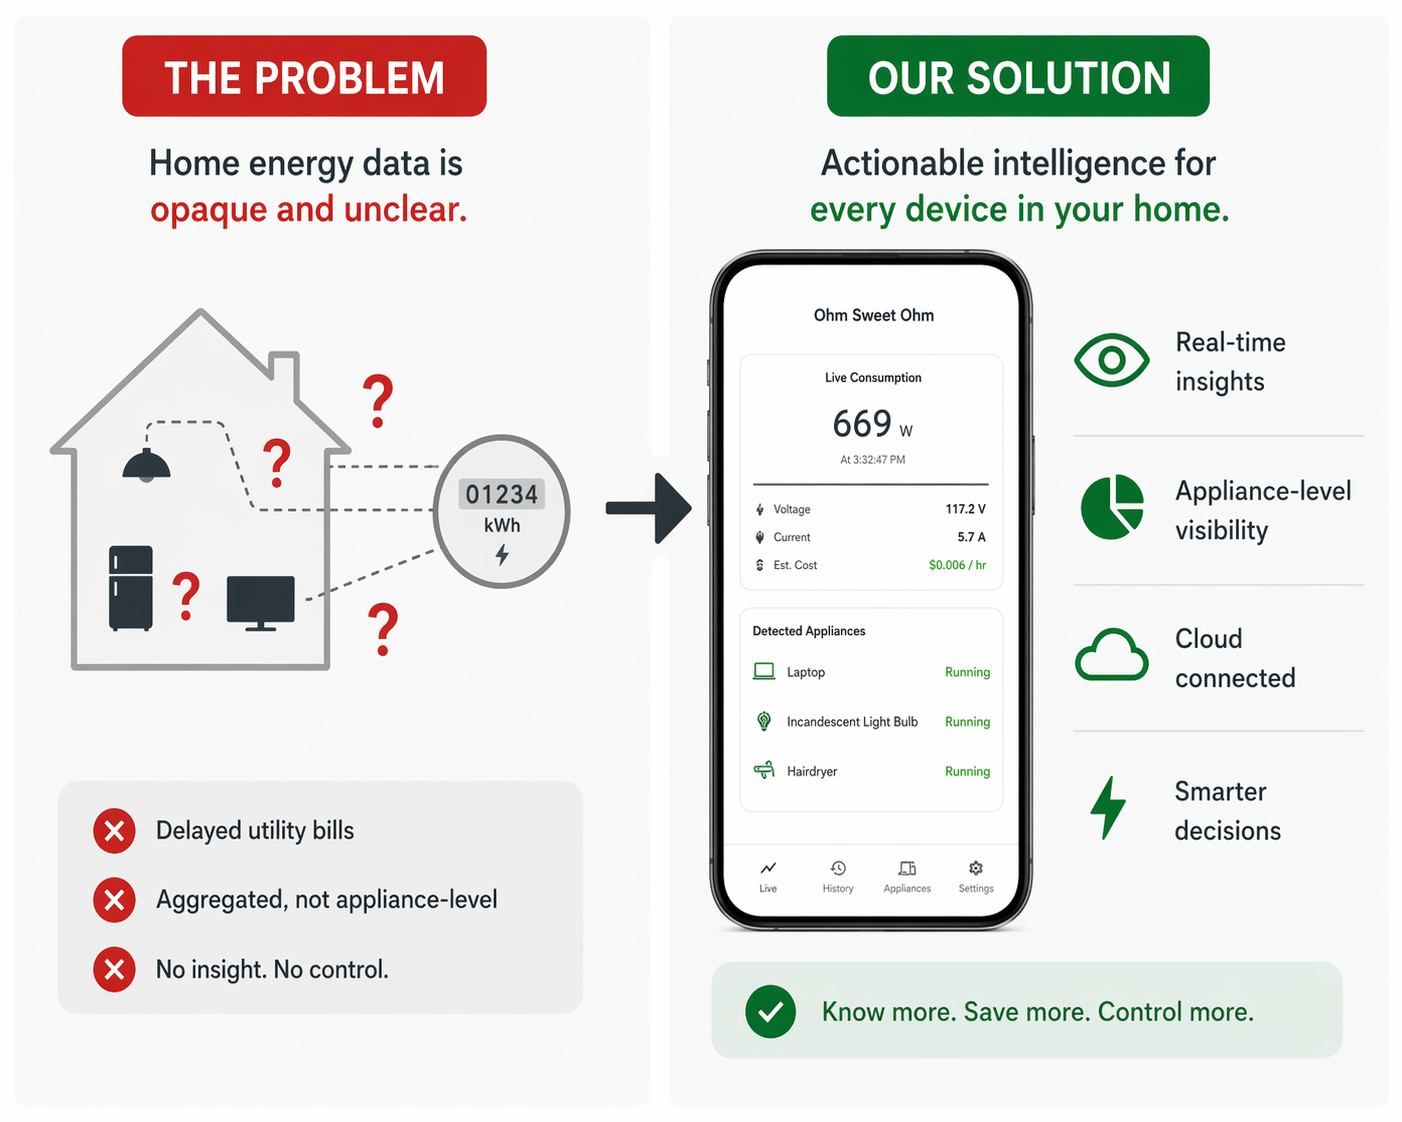 THE PROBLEM
Home energy data is
opaque and unclear.
?
?
?
?
01234
kWh
Delayed utility bills
Aggregated, not appliance-level
No insight. No control.
OUR SOLUTION
Actionable intelligence for
every device in your home.
Ohm Sweet Ohm
Live Consumption
669 W
At 3:32:47 PM
Voltage 117.2 V
Current 5.7 A
Est. Cost $0.006 / hr
Detected Appliances
Laptop Running
Incandescent Light Bulb Running
Hairdryer Running
Live History Appliances Settings
Real-time
insights
Appliance-level
visibility
Cloud
connected
Smarter
decisions
Know more. Save more. Control more.